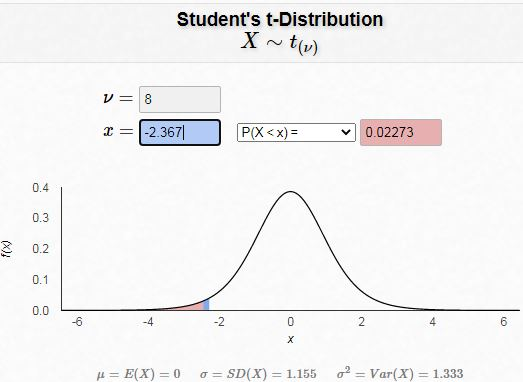 Student's t-Distribution
X ~ t(ν)
ν = 8
x = -2.367 P(X < x) = 0.02273
0.4
0.3
0.2
0.1
0.0
f(x)
-6 -4 -2 0 2 4 6
x
μ = E(X) = 0 σ = SD(X) = 1.155 σ² = Var(X) = 1.333